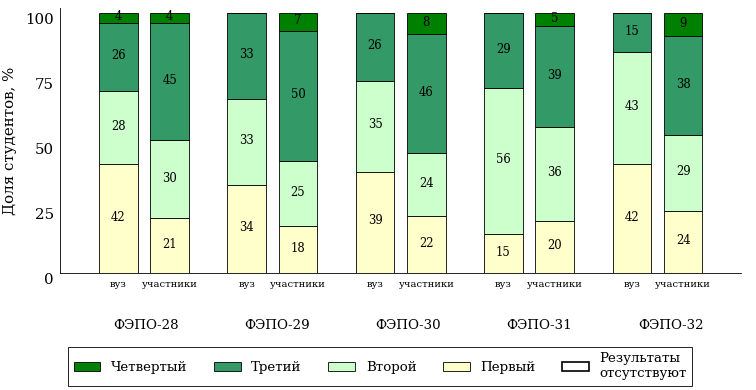 Доля студентов, %
100
75
50
25
0
4 4 7 8 5 9
26 45 33 50 26 46 29 39 15 38
28 30 33 25 35 24 56 36 43 29
42 21 34 18 39 22 15 20 42 24
вуз участники вуз участники вуз участники вуз участники вуз участники
ФЭПО-28 ФЭПО-29 ФЭПО-30 ФЭПО-31 ФЭПО-32
Четвертый Третий Второй Первый Результаты
отсутствуют